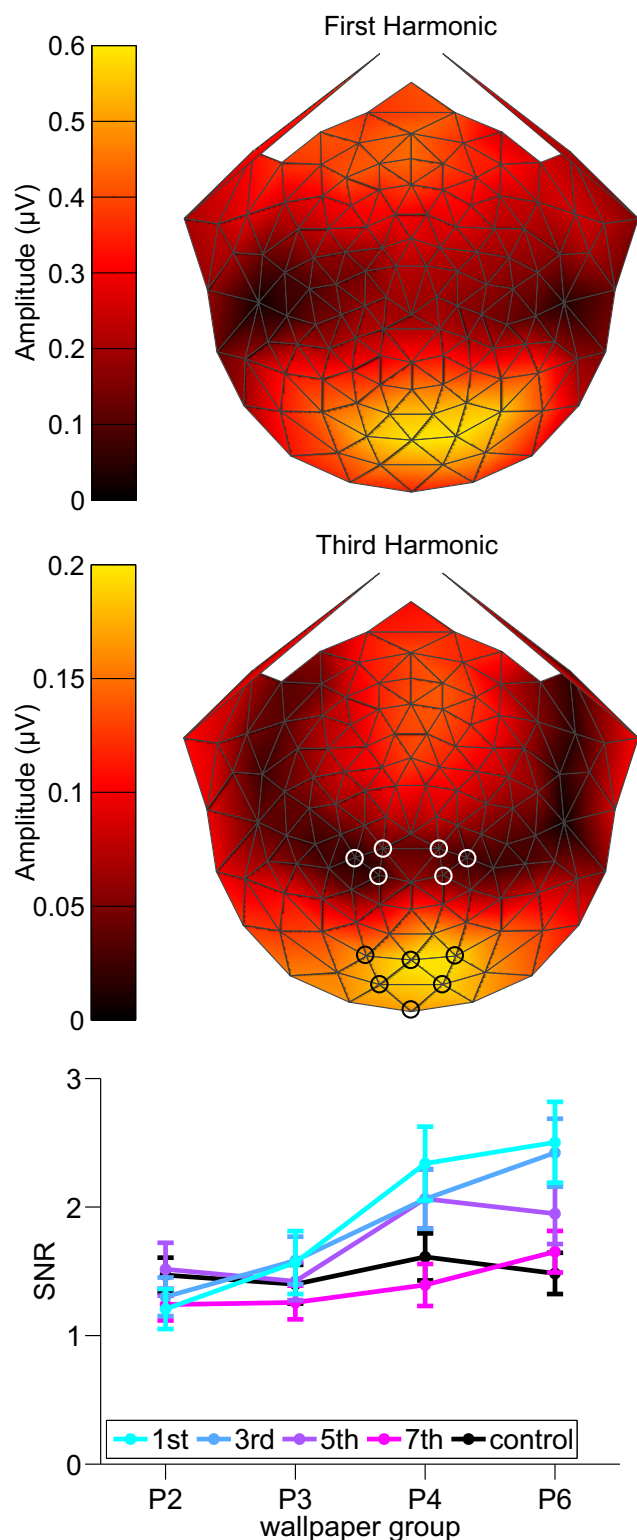 First Harmonic
0.6
0.5
0.4
0.3
0.2
0.1
0
Amplitude (µV)
Third Harmonic
0.2
0.15
0.1
0.05
0
Amplitude (µV)
3
2
1
0
SNR
1st 3rd 5th 7th control
P2 P3 P4 P6
wallpaper group